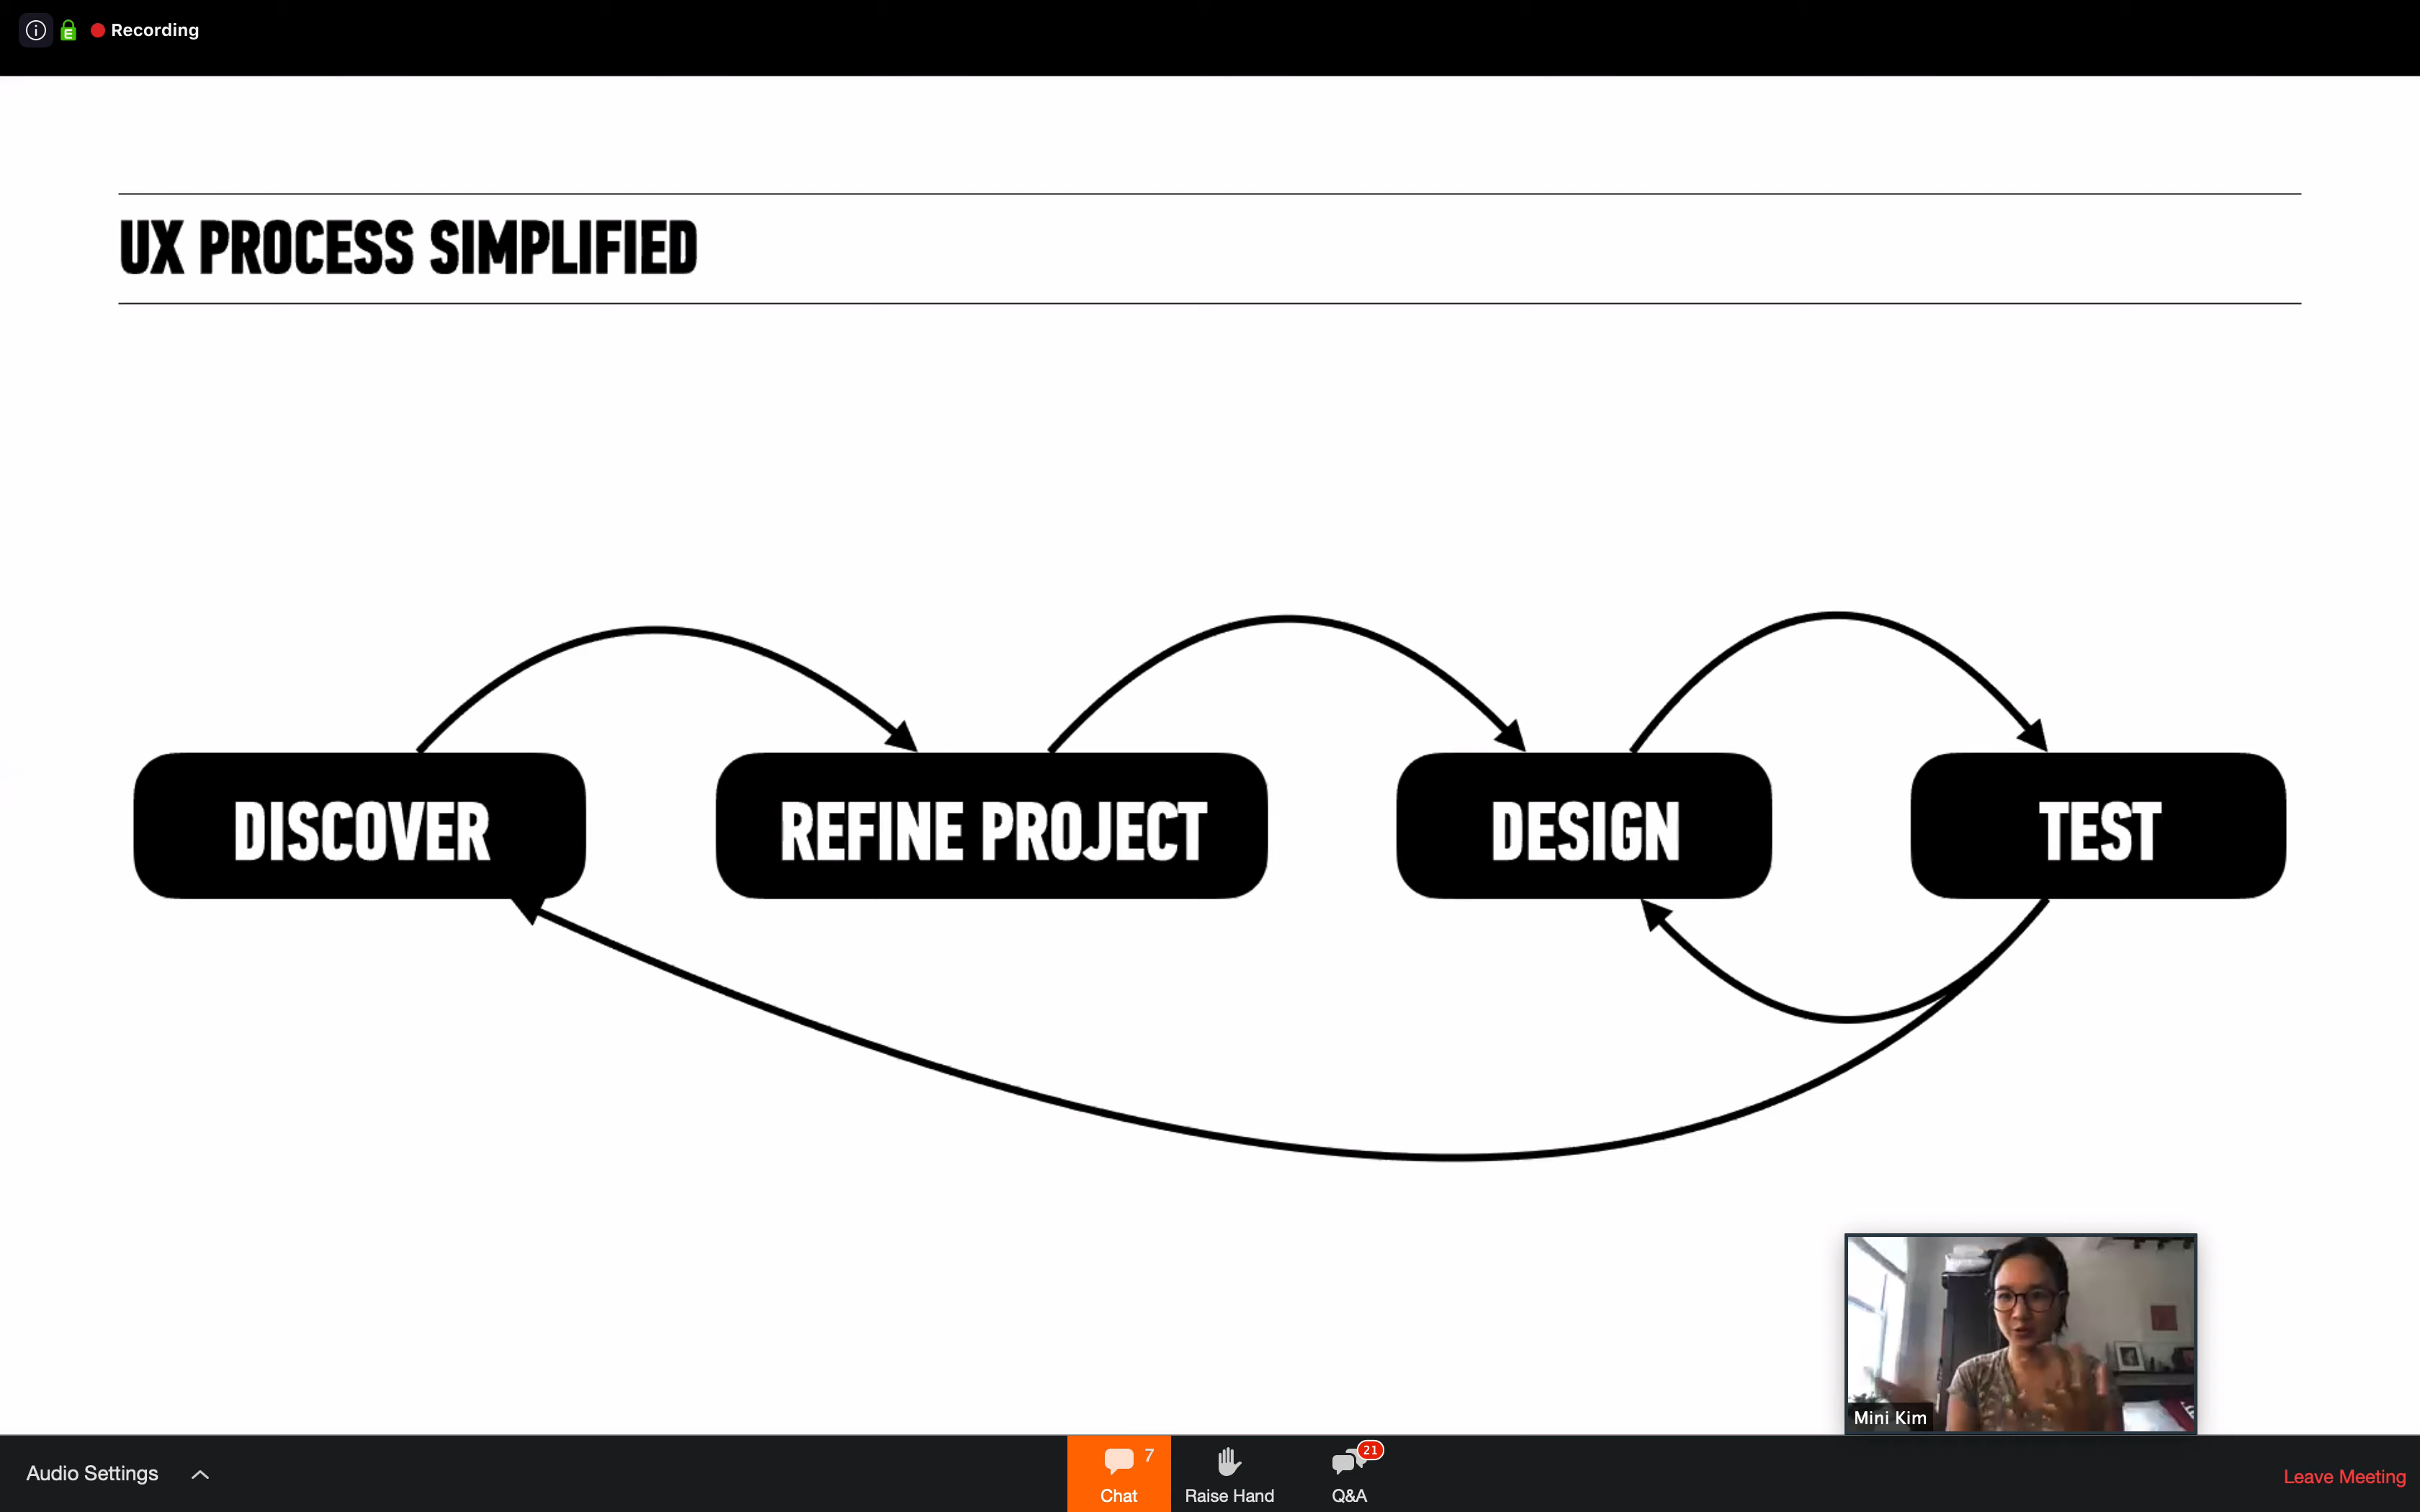 Recording
UX PROCESS SIMPLIFIED
DISCOVER
REFINE PROJECT
DESIGN
TEST
Mini Kim
Audio Settings
7
Chat
Raise Hand
21
Q&A
Leave Meeting